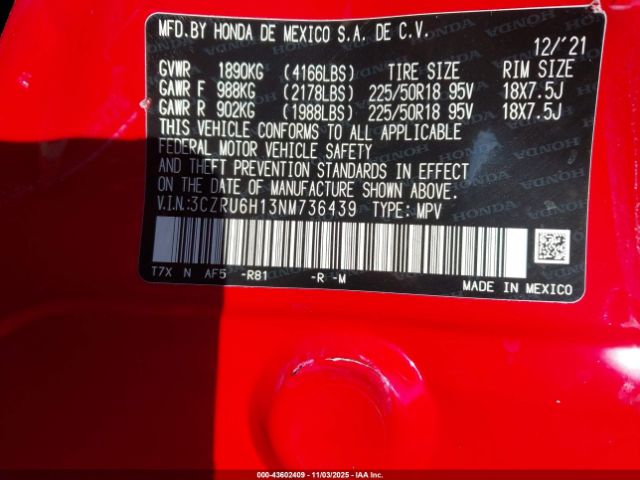 MFD.BY HONDA DE MEXICO S.A. DE C.V.
12/'21
GVWR 1890KG (4166LBS) TIRE SIZE RIM SIZE
GAWR F 988KG (2178LBS) 225/50R18 95V 18X7.5J
GAWR R 902KG (1988LBS) 225/50R18 95V 18X7.5J
THIS VEHICLE CONFORMS TO ALL APPLICABLE
FEDERAL MOTOR VEHICLE SAFETY
AND THEFT PREVENTION STANDARDS IN EFFECT
ON THE DATE OF MANUFACTURE SHOWN ABOVE.
V.I.N.:3CZRU6H13NM736439 TYPE: MPV
T7X N AF5 -R81 -R -M
MADE IN MEXICO
000-43602409 - 11/03/2025 - IAA Inc.